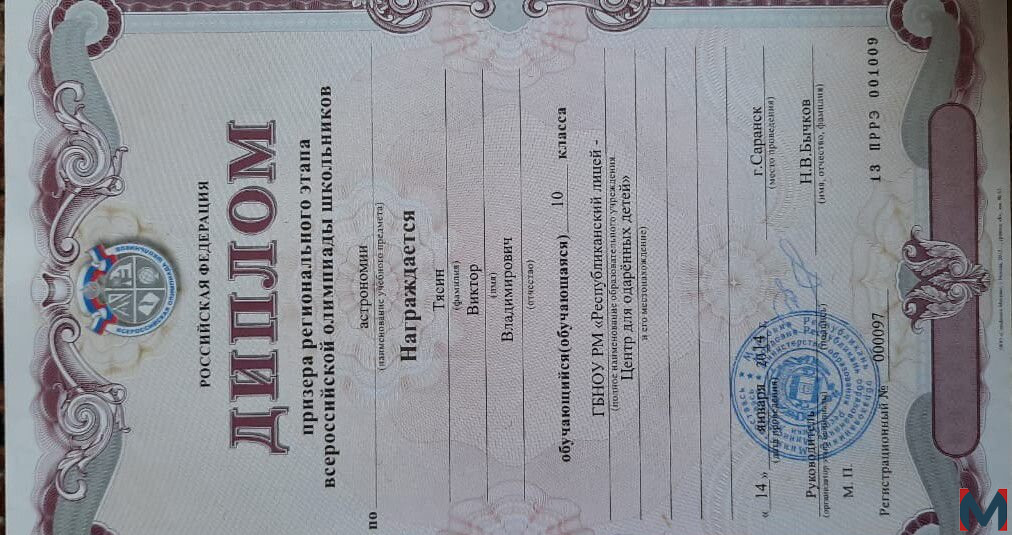 РОССИЙСКАЯ ФЕДЕРАЦИЯ
ДИПЛОМ
призера регионального этапа
всероссийской олимпиады школьников
по астрономии
(наименование учебного предмета)
Награждается
Тясин
(фамилия)
Виктор
(имя)
Владимирович
(отчество)
обучающийся(обучающаяся) 10 класса
ГБНОУ РМ «Республиканский лицей -
(полное наименование образовательного учреждения
Центр для одарённых детей»
и его местонахождение)
« 14 » января 2014 г. г.Саранск
(место проведения)
Руководитель Н.В.Бычков
(подпись) (имя, отчество, фамилия)
М. П.
Регистрационный № 000097 13 ПРРЭ 001009
М